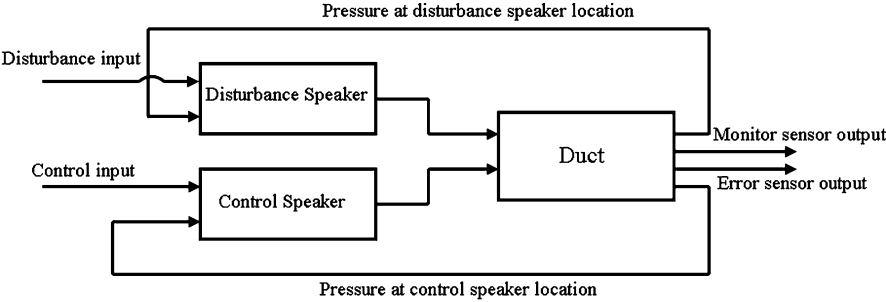 Pressure at disturbance speaker location
Disturbance input
Disturbance Speaker
Monitor sensor output
Duct
Control input
Error sensor output
Control Speaker
Pressure at control speaker location